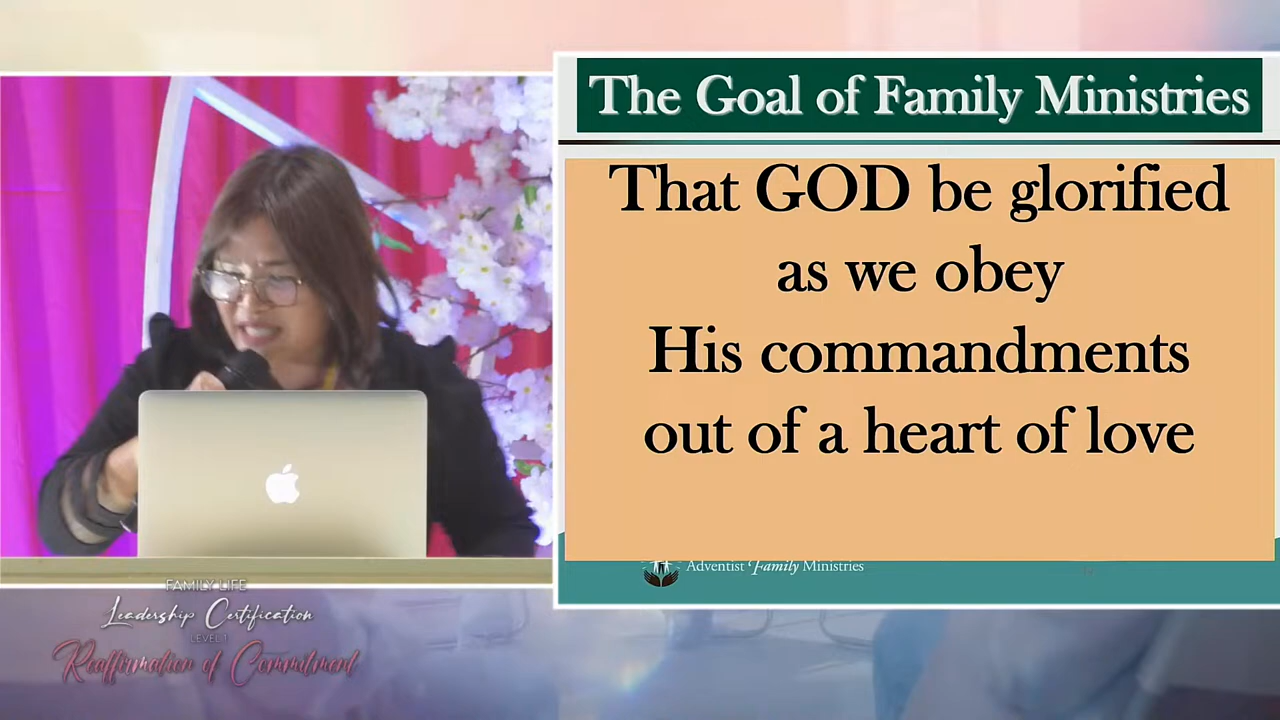 The Goal of Family Ministries
That GOD be glorified
as we obey
His commandments
out of a heart of love
Adventist Family Ministries
FAMILY LIFE
Leadership Certification
LEVEL 1
Reaffirmation of Commitment